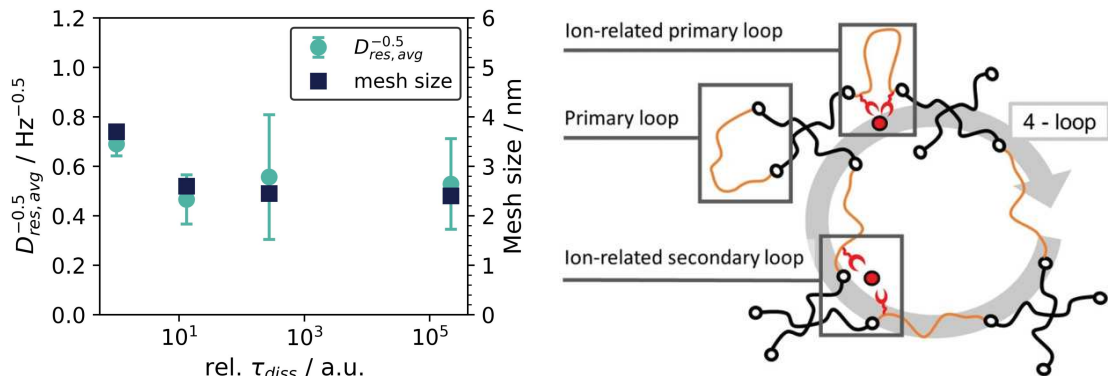 1.2
1.0
0.8
0.6
0.4
0.2
0.0
D_{res, avg}^{-0.5} / Hz^{-0.5}
D_{res, avg}^{-0.5}
mesh size
6
5
4
3
2
1
0
Mesh size / nm
10^1
10^3
10^5
rel. τ_{diss} / a.u.
Ion-related primary loop
Primary loop
4 - loop
Ion-related secondary loop